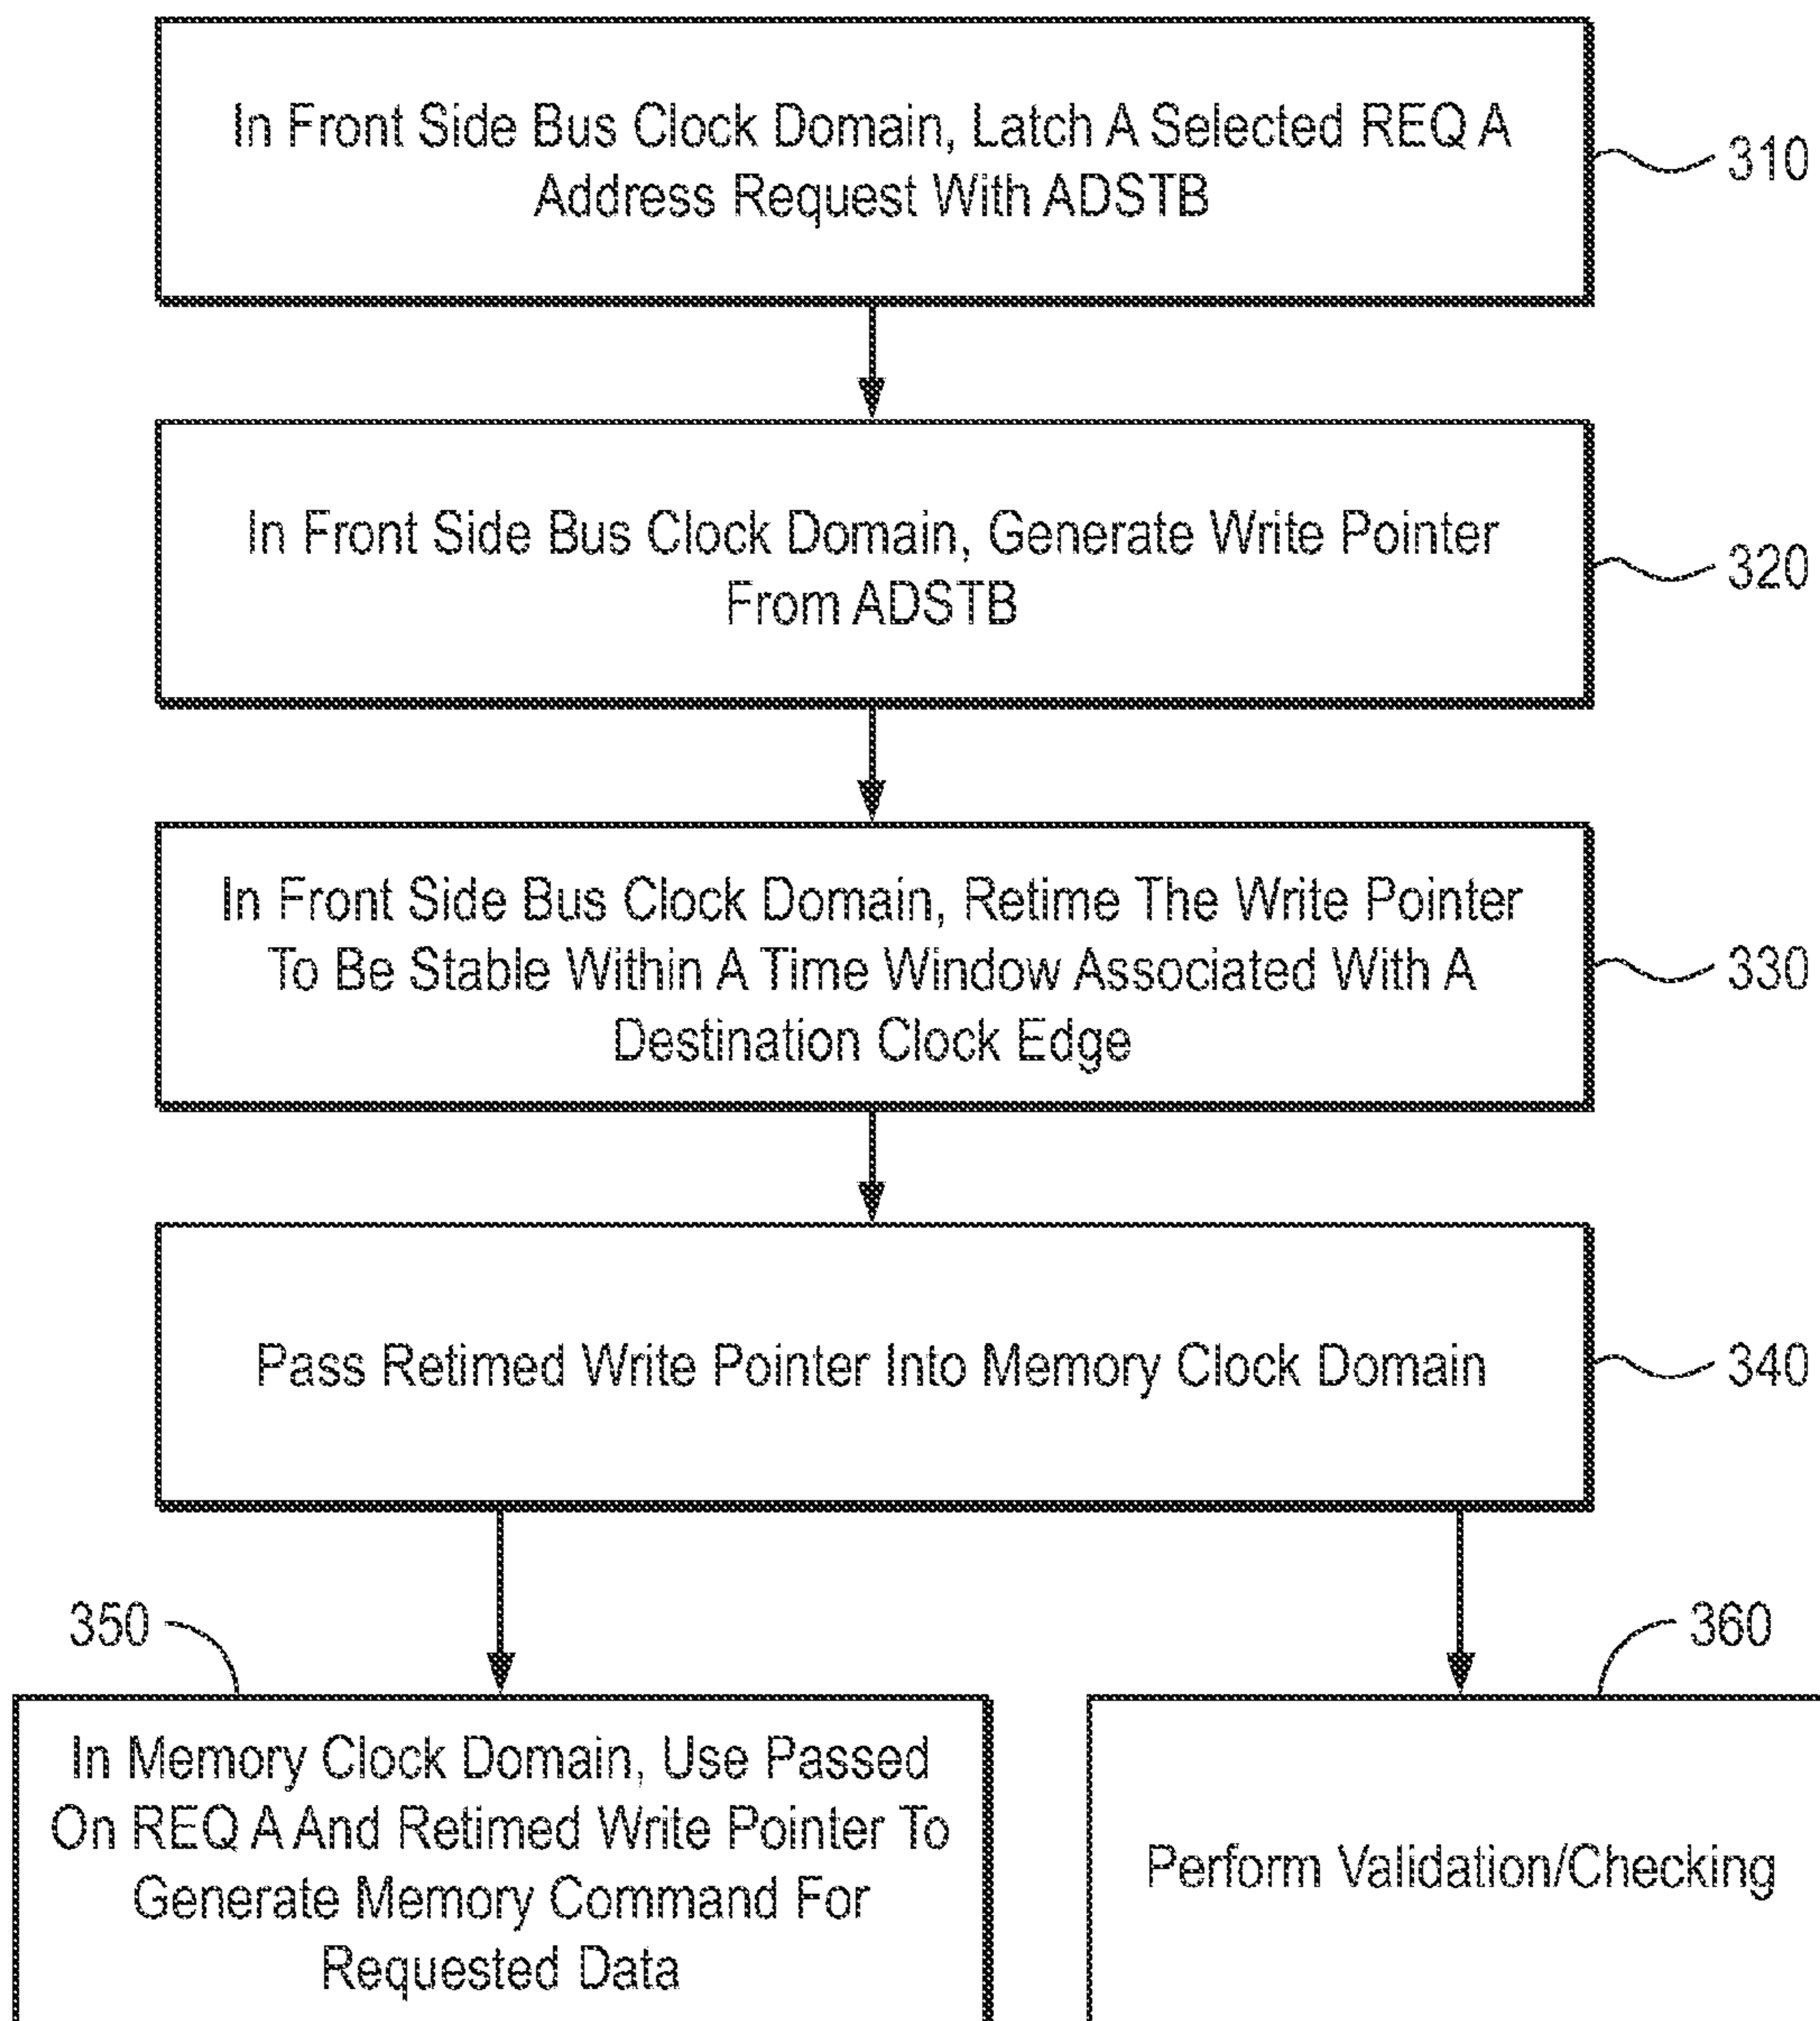 In Front Side Bus Clock Domain, Latch A Selected REQ A
Address Request With ADSTB
310
In Front Side Bus Clock Domain, Generate Write Pointer
From ADSTB
320
In Front Side Bus Clock Domain, Retime The Write Pointer
To Be Stable Within A Time Window Associated With A
Destination Clock Edge
330
Pass Retimed Write Pointer Into Memory Clock Domain
340
350
In Memory Clock Domain, Use Passed
On REQ A And Retimed Write Pointer To
Generate Memory Command For
Requested Data
360
Perform Validation/Checking